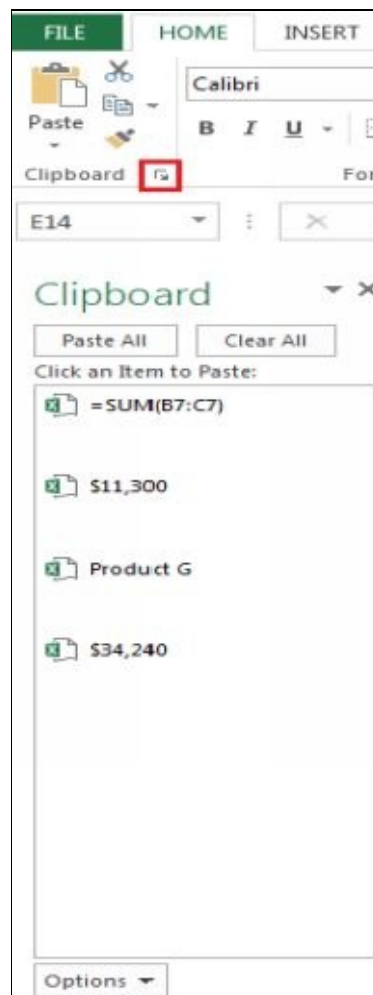 FILE HOME INSERT
Calibri
Paste
B I U
Clipboard
E14
Clipboard
Paste All Clear All
Click an Item to Paste:
=SUM(B7:C7)
$11,300
Product G
$34,240
Options